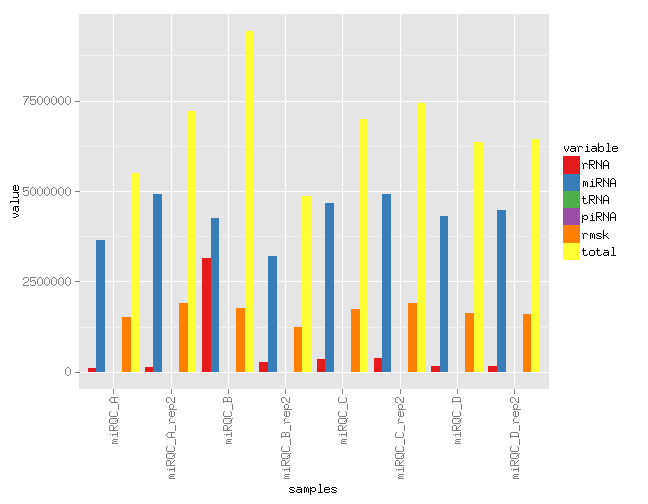 value
7500000
5000000
2500000
0
miRQC_A
miRQC_A_rep2
miRQC_B
miRQC_B_rep2
miRQC_C
miRQC_C_rep2
miRQC_D
miRQC_D_rep2
samples
variable
rRNA
miRNA
tRNA
piRNA
rmsk
total